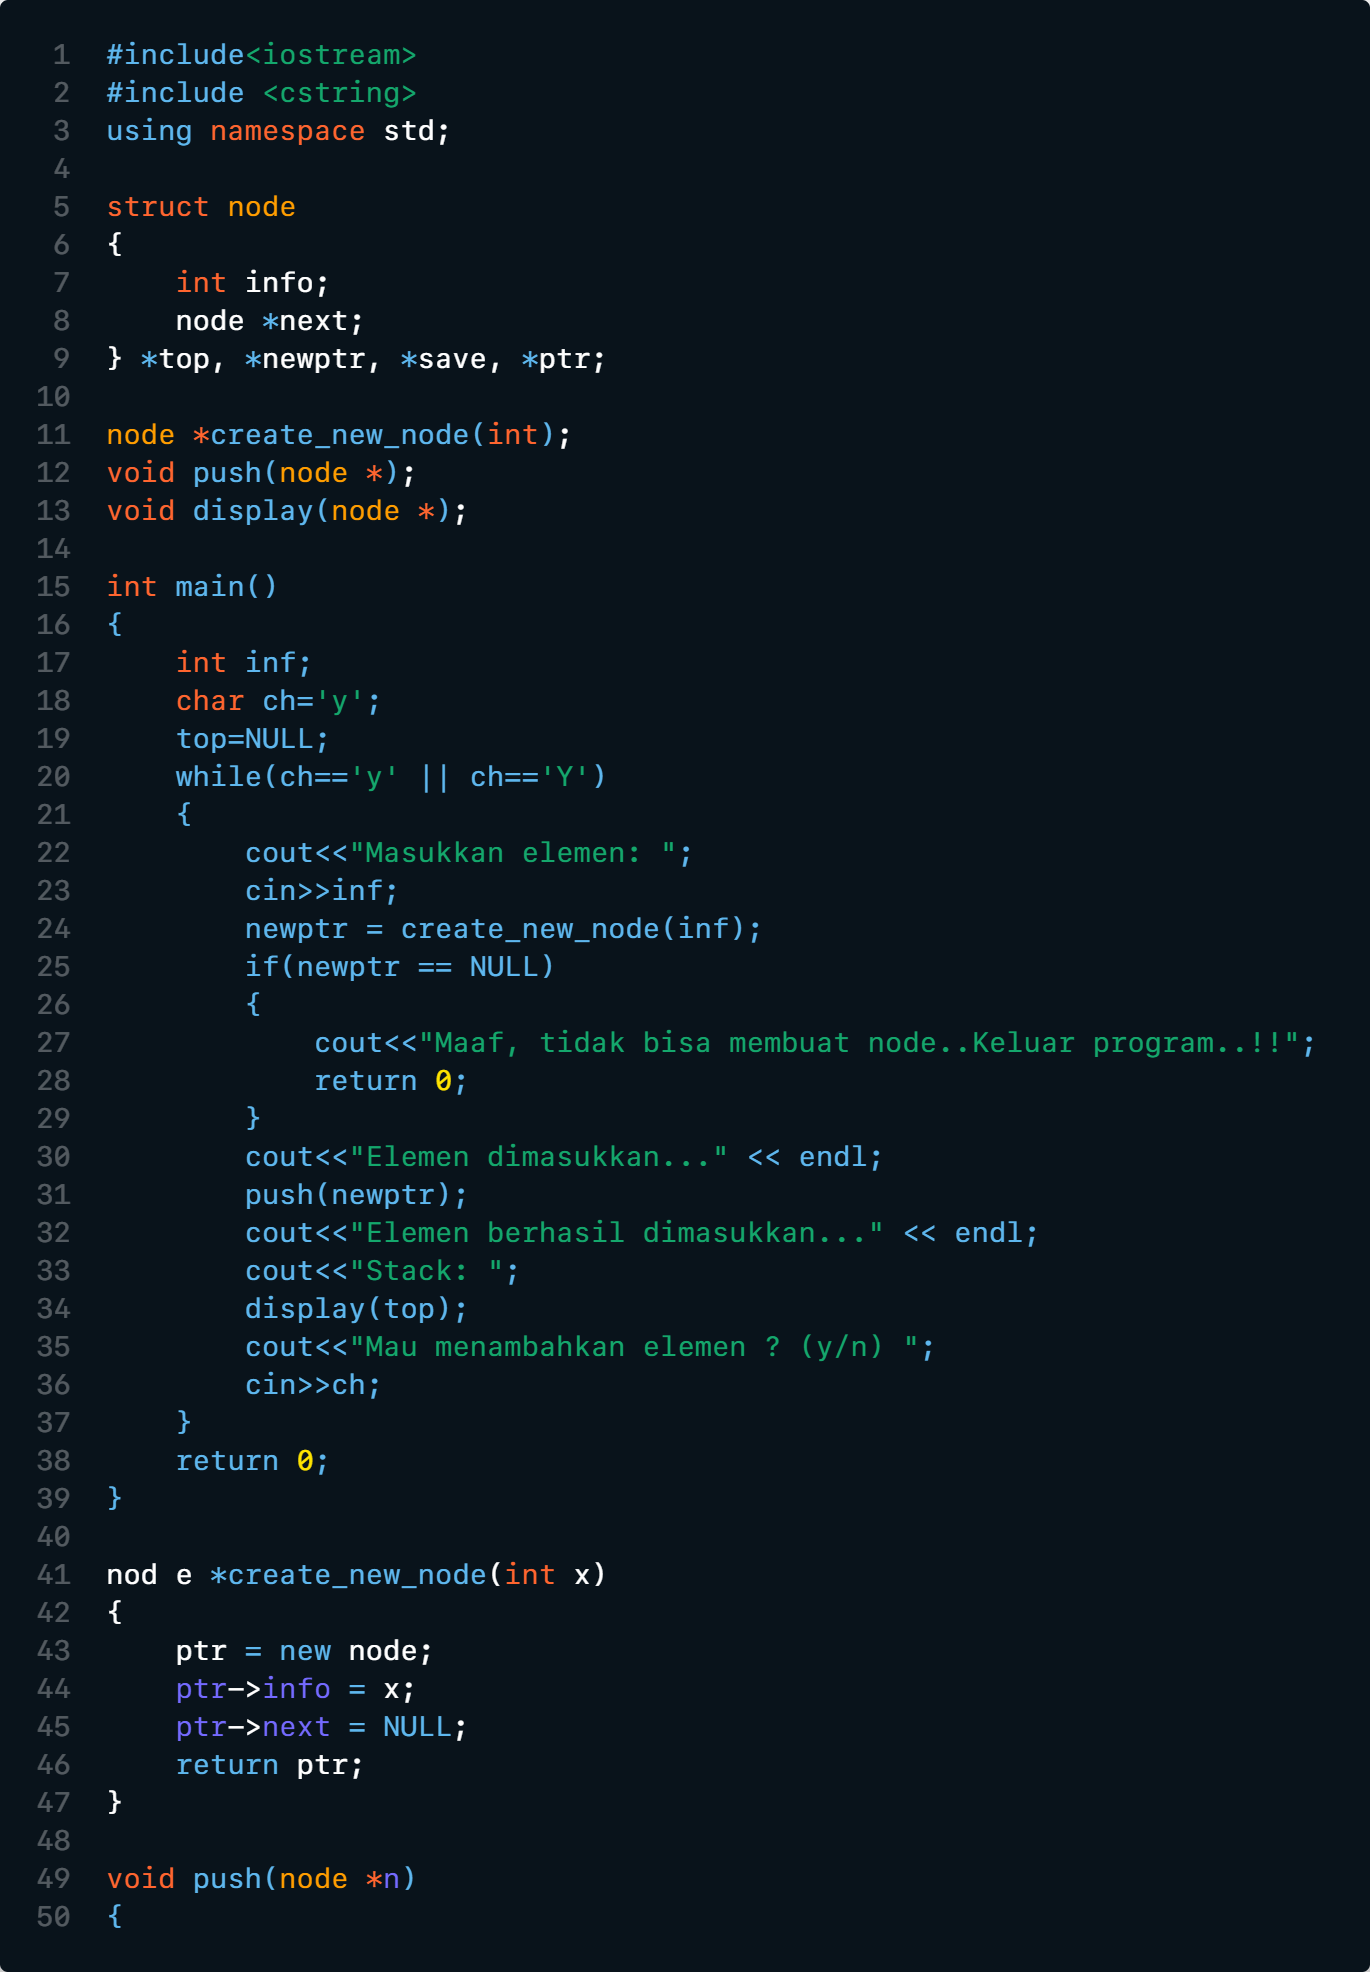 1 #include<iostream>
2 #include <cstring>
3 using namespace std;
4
5 struct node
6 {
7     int info;
8     node *next;
9 } *top, *newptr, *save, *ptr;
10
11 node *create_new_node(int);
12 void push(node *);
13 void display(node *);
14
15 int main()
16 {
17     int inf;
18     char ch='y';
19     top=NULL;
20     while(ch=='y' || ch=='Y')
21     {
22         cout<<"Masukkan elemen: ";
23         cin>>inf;
24         newptr = create_new_node(inf);
25         if(newptr == NULL)
26         {
27             cout<<"Maaf, tidak bisa membuat node..Keluar program..!!";
28             return 0;
29         }
30         cout<<"Elemen dimasukkan..." << endl;
31         push(newptr);
32         cout<<"Elemen berhasil dimasukkan..." << endl;
33         cout<<"Stack: ";
34         display(top);
35         cout<<"Mau menambahkan elemen ? (y/n) ";
36         cin>>ch;
37     }
38     return 0;
39 }
40
41 nod e *create_new_node(int x)
42 {
43     ptr = new node;
44     ptr->info = x;
45     ptr->next = NULL;
46     return ptr;
47 }
48
49 void push(node *n)
50 {